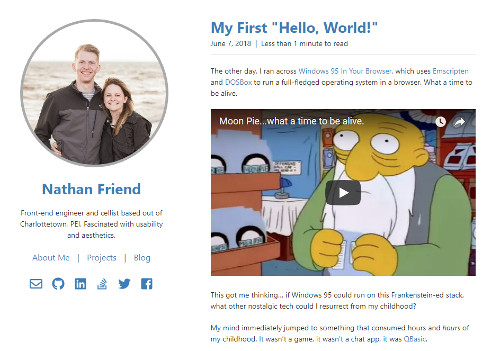 My First "Hello, World!"
June 7, 2018 | Less than 1 minute to read
The other day, I ran across Windows 95 In Your Browser, which uses Emscripten
and DOSBox to run a full-fledged operating system in a browser. What a time to
be alive.
Moon Pie...what a time to be alive.
This got me thinking... if Windows 95 could run on this Frankenstein-ed stack,
what other nostalgic tech could I resurrect from my childhood?
My mind immediately jumped to something that consumed hours and hours of
my childhood. It wasn't a game, it wasn't a chat app, it was QBasic.
Nathan Friend
Front-end engineer and cellist based out of
Charlottetown, PEI. Fascinated with usability
and aesthetics.
About Me | Projects | Blog